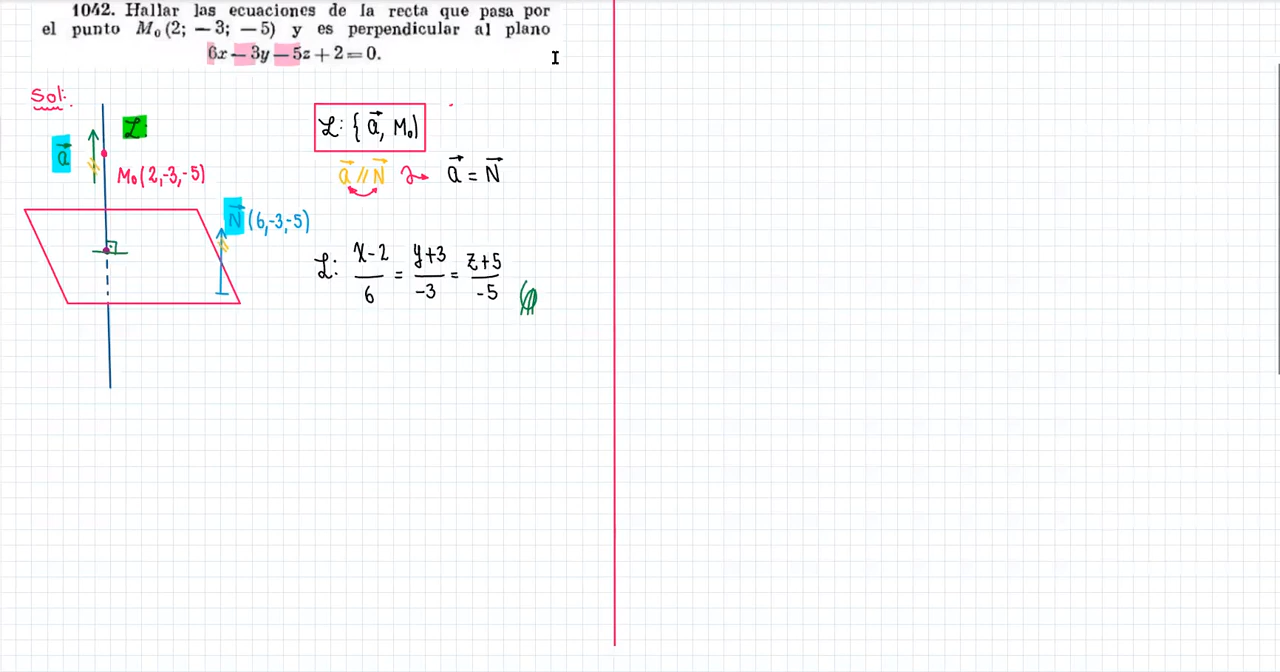 1042. Hallar las ecuaciones de la recta que pasa por
el punto M₀ (2; — 3; — 5) y es perpendicular al plano
6x — 3y — 5z + 2 = 0.
Sol:
ℒ:
a⃗
M₀(2,-3,-5)
N⃗ (6,-3,-5)
ℒ: { a⃗, M₀)
a⃗ // N⃗ a⃗ = N⃗
ℒ: x-2/6 = y+3/-3 = z+5/-5